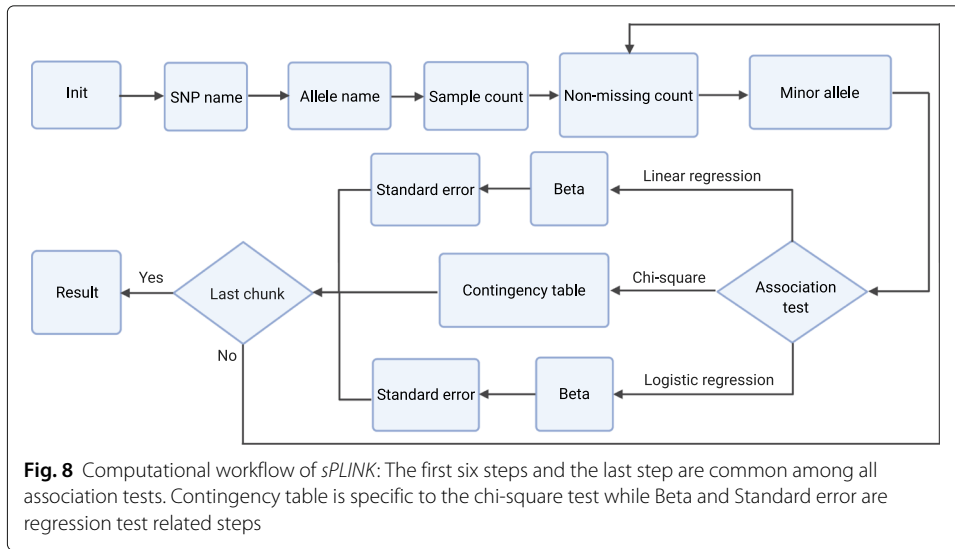 Init
SNP name
Allele name
Sample count
Non-missing count
Minor allele
Linear regression
Standard error
Beta
Chi-square
Contingency table
Association
test
Yes
Last chunk
Result
No
Logistic regression
Standard error
Beta
Fig. 8 Computational workflow of sPLINK: The first six steps and the last step are common among all
association tests. Contingency table is specific to the chi-square test while Beta and Standard error are
regression test related steps